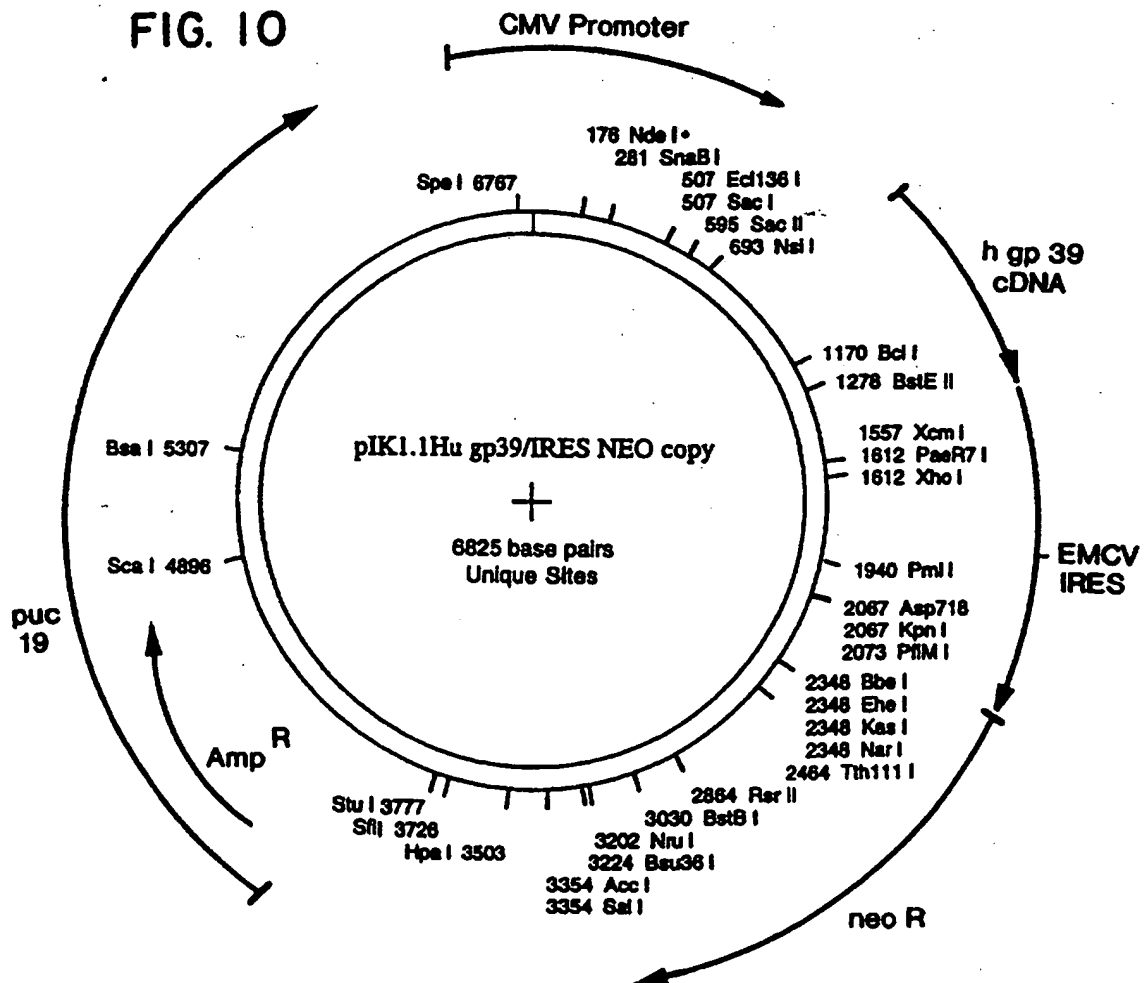 FIG. 10
CMV Promoter
176 Nde I
281 SnaB I
507 Ecl136 I
507 Sac I
595 Sac II
693 Nsi I
Spe I 6767
h gp 39
cDNA
1170 Bcl I
1278 BstE II
1557 Xcm I
1612 PaeR7 I
1612 Xho I
Bsa I 5307
pIK1.1Hu gp39/IRES NEO copy
6825 base pairs
Unique Sites
Sca I 4896
1940 Pml I
EMCV
IRES
2067 Asp718
2067 Kpn I
2073 PflM I
puc
19
2348 Bbe I
2348 Ehe I
2348 Kas I
2348 Nar I
2464 Tth111 I
Amp R
2864 Rsr II
3030 BstB I
3202 Nru I
3224 Bsu36 I
3354 Acc I
3354 Sal I
Stu I 3777
Sfi I 3726
Hpa I 3503
neo R